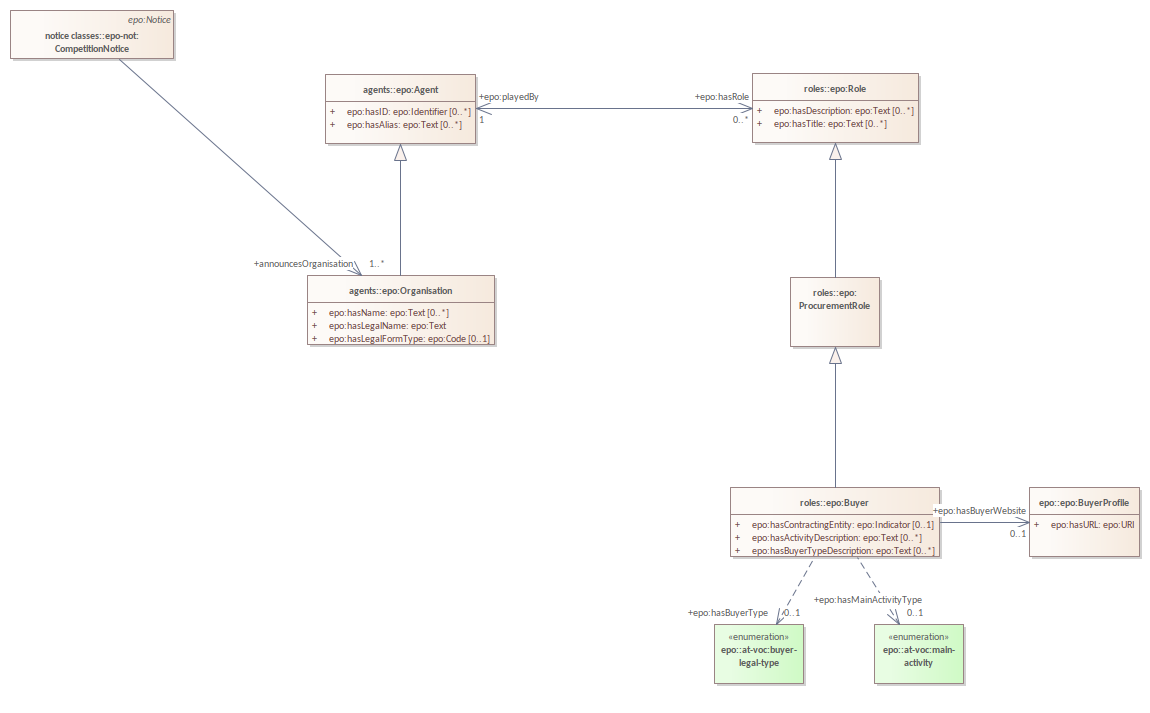 epo:Notice
notice classes::epo-not:
CompetitionNotice
agents::epo:Agent
+ epo:hasID: epo:Identifier [0..*]
+ epo:hasAlias: epo:Text [0..*]
+epo:playedBy
1
+epo:hasRole
0..*
roles::epo:Role
+ epo:hasDescription: epo:Text [0..*]
+ epo:hasTitle: epo:Text [0..*]
+announcesOrganisation
1..*
agents::epo:Organisation
+ epo:hasName: epo:Text [0..*]
+ epo:hasLegalName: epo:Text
+ epo:hasLegalFormType: epo:Code [0..1]
roles::epo:
ProcurementRole
roles::epo:Buyer
+ epo:hasContractingEntity: epo:Indicator [0..1]
+ epo:hasActivityDescription: epo:Text [0..*]
+ epo:hasBuyerTypeDescription: epo:Text [0..*]
+epo:hasBuyerWebsite
0..1
epo::epo:BuyerProfile
+ epo:hasURL: epo:URI
+epo:hasBuyerType
0..1
+epo:hasMainActivityType
0..1
«enumeration»
epo::at-voc:buyer-
legal-type
«enumeration»
epo::at-voc:main-
activity